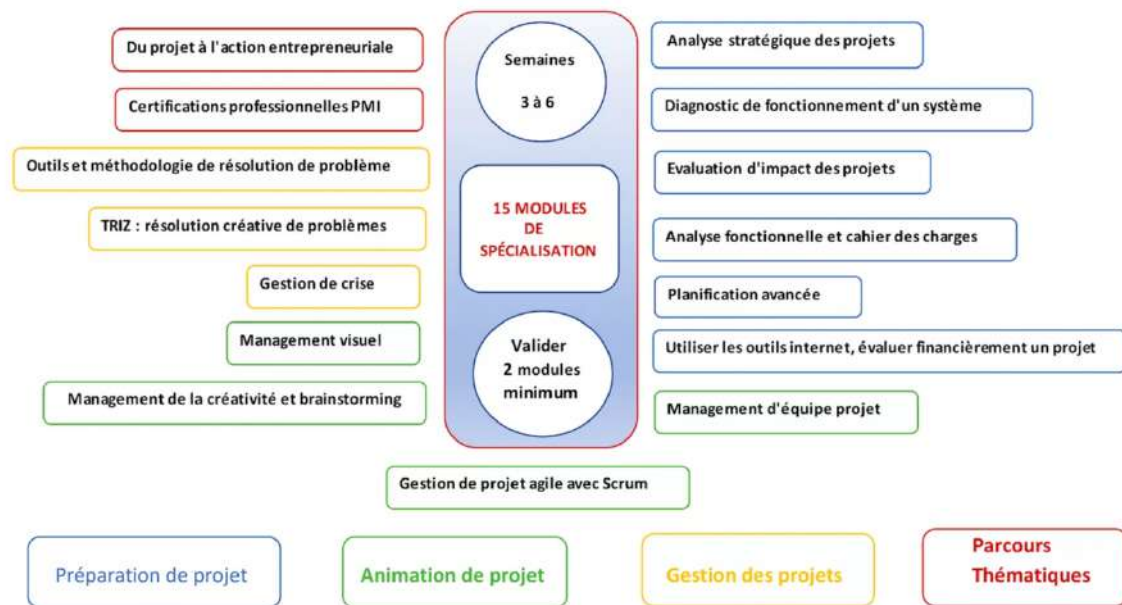 Du projet à l'action entrepreneuriale
Certifications professionnelles PMI
Outils et méthodologie de résolution de problème
TRIZ : résolution créative de problèmes
Gestion de crise
Management visuel
Management de la créativité et brainstorming
Semaines
3 à 6
15 MODULES
DE
SPÉCIALISATION
Valider
2 modules
minimum
Analyse stratégique des projets
Diagnostic de fonctionnement d'un système
Evaluation d'impact des projets
Analyse fonctionnelle et cahier des charges
Planification avancée
Utiliser les outils internet, évaluer financièrement un projet
Management d'équipe projet
Gestion de projet agile avec Scrum
Préparation de projet
Animation de projet
Gestion des projets
Parcours
Thématiques